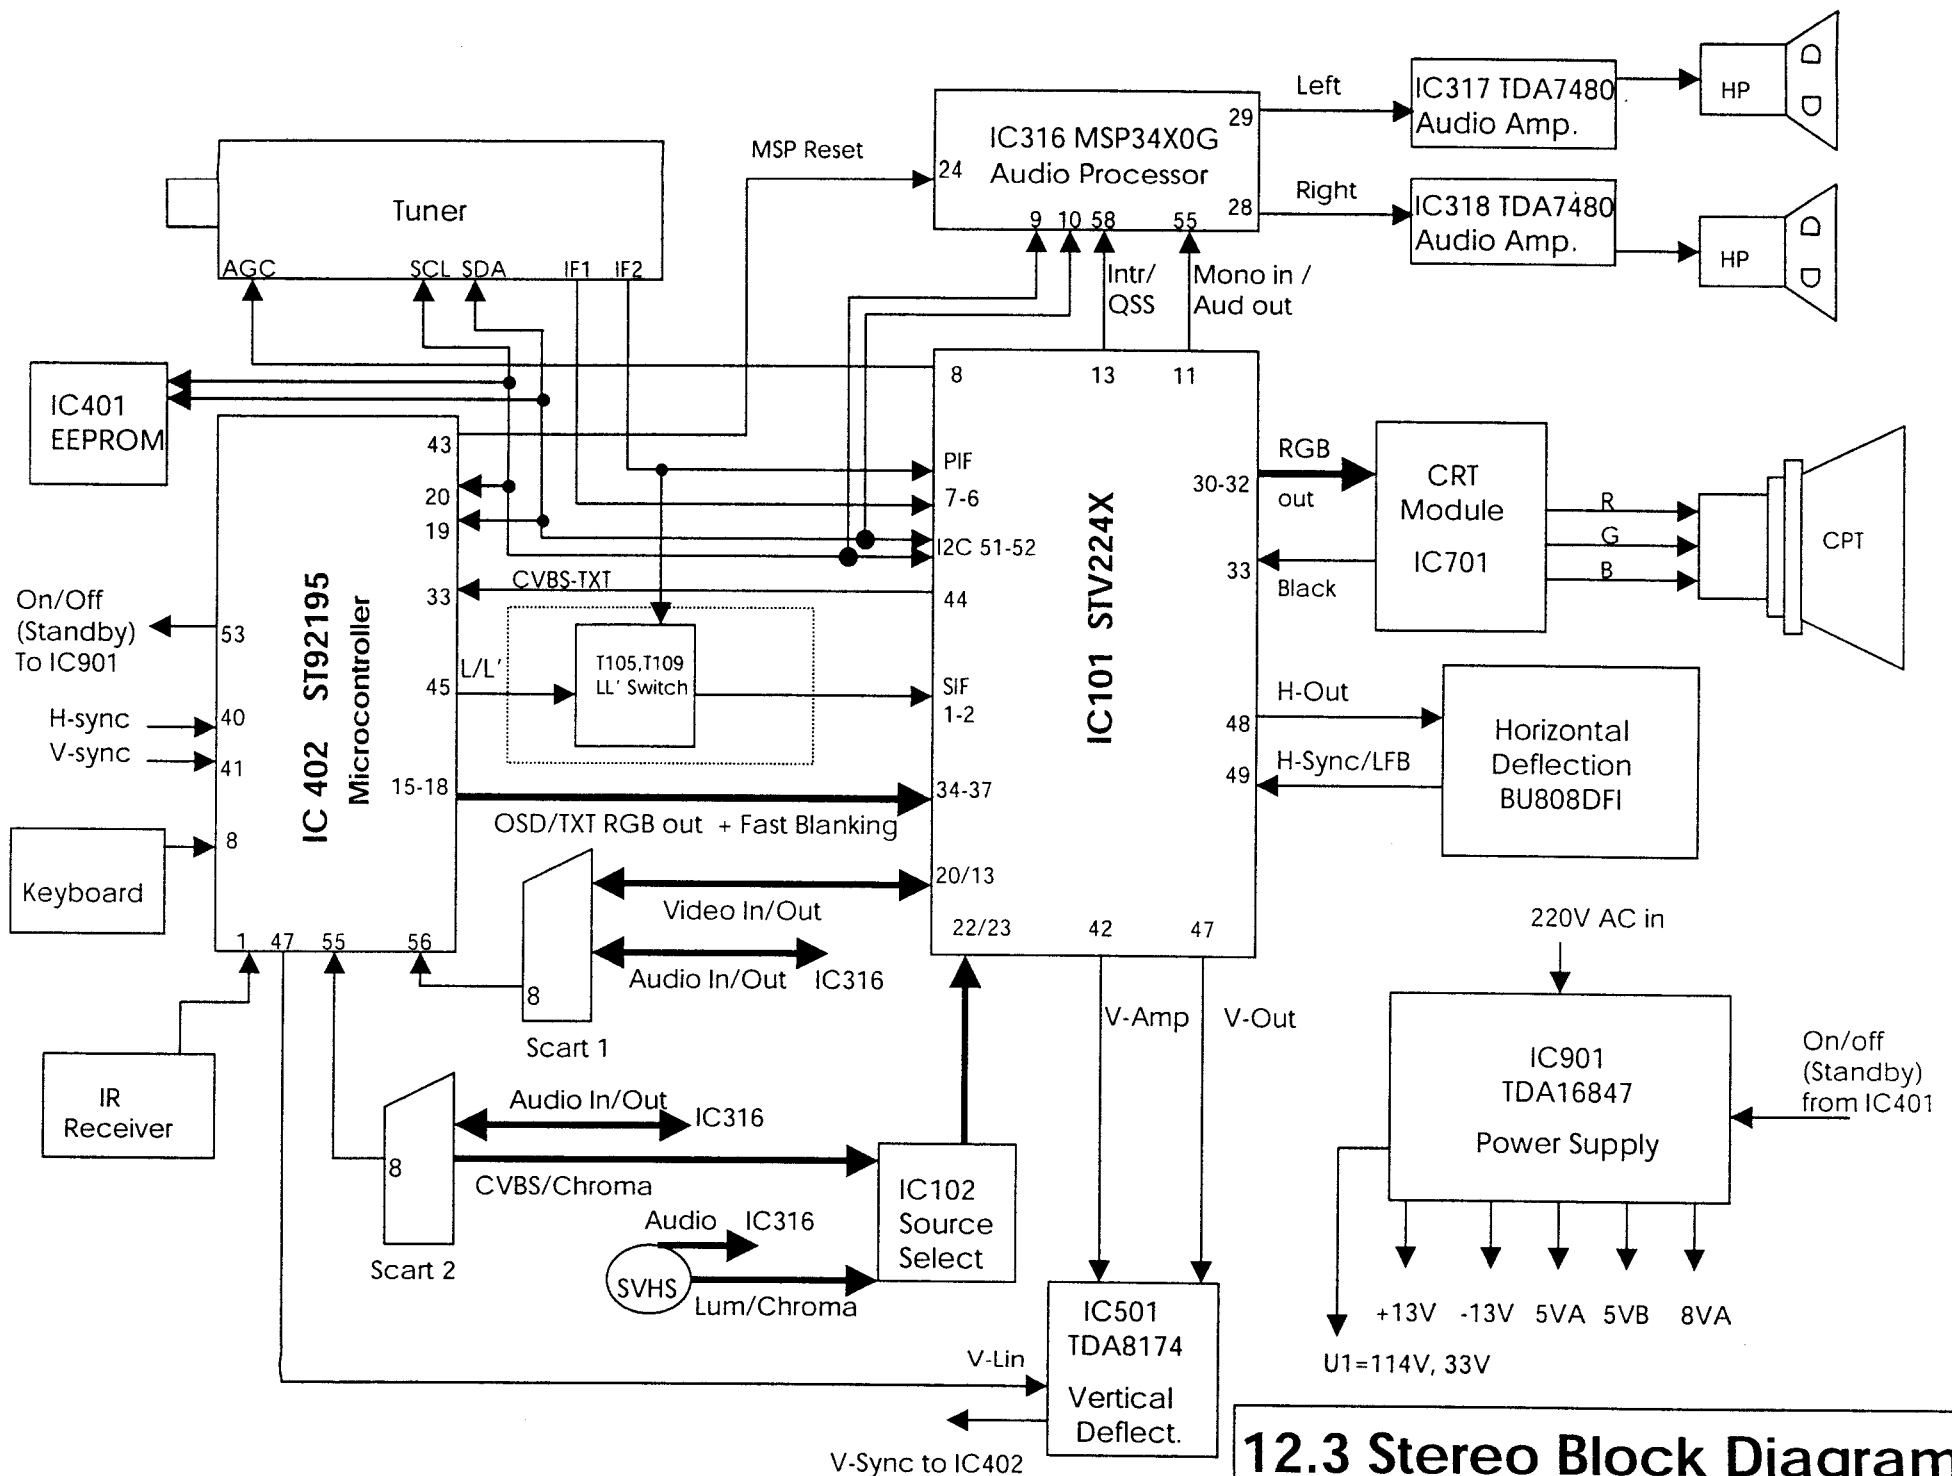 Left
IC317 TDA7480
Audio Amp.
HP
MSP Reset
29
IC316 MSP34X0G
24
Audio Processor
28
Right
IC318 TDA7480
Audio Amp.
HP
9 10 58 55
Tuner
AGC SCL SDA IF1 IF2
Intr/
QSS
Mono in /
Aud out
IC401
EEPROM
8 13 11
43
20
19
33
45
15-18
PIF
7-6
I2C 51-52
CVBS-TXT
44
RGB
out
30-32
33
Black
CRT
Module
IC701
R
G
B
CPT
On/Off
(Standby)
To IC901
53
H-sync
40
V-sync
41
8
Keyboard
IC 402 ST92195
Microcontroller
L/L'
T105,T109
LL' Switch
SIF
1-2
IC101 STV224X
H-Out
48
H-Sync/LFB
49
Horizontal
Deflection
BU808DFI
34-37
OSD/TXT RGB out + Fast Blanking
20/13
Video In/Out
22/23 42 47
Audio In/Out IC316
1 47 55 56
8
Scart 1
IR
Receiver
V-Amp
V-Out
220V AC in
IC901
TDA16847
Power Supply
On/off
(Standby)
from IC401
Audio In/Out
IC316
8
CVBS/Chroma
Scart 2
IC102
Source
Select
Audio IC316
SVHS
Lum/Chroma
+13V -13V 5VA 5VB 8VA
U1=114V, 33V
IC501
TDA8174
Vertical
Deflect.
V-Lin
V-Sync to IC402
12.3 Stereo Block Diagram